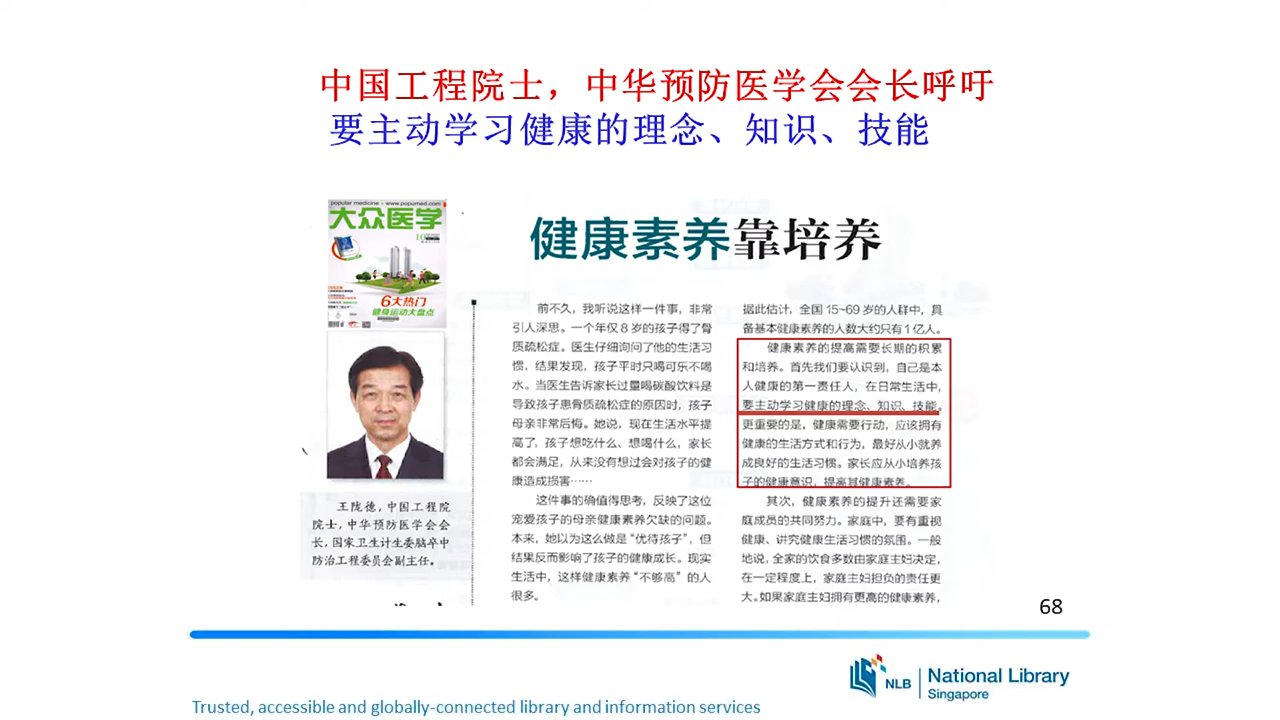 中国工程院士，中华预防医学会会长呼吁
要主动学习健康的理念、知识、技能
popular medicine - www.popumed.com
大众医学
6大热门
健身运动大盘点
健康素养靠培养
王陇德，中国工程院
院士，中华预防医学会会
长，国家卫生计生委脑卒中
防治工程委员会副主任。
前不久，我听说这样一件事，非常
引人深思。一个年仅 8 岁的孩子得了骨
质疏松症。医生仔细询问了他的生活习
惯，结果发现，孩子平时只喝可乐不喝
水。当医生告诉家长过量喝碳酸饮料是
导致孩子患骨质疏松症的原因时，孩子
母亲非常后悔。她说，现在生活水平提
高了，孩子想吃什么、想喝什么，家长
都会满足，从来没有想过会对孩子的健
康造成损害……
这件事的确值得思考，反映了这位
宠爱孩子的母亲健康素养欠缺的问题。
本来，她以为这么做是“优待孩子”，但
结果反而影响了孩子的健康成长。现实
生活中，这样健康素养“不够高”的人
很多。
据此估计，全国 15~69 岁的人群中，具
备基本健康素养的人数大约只有 1 亿人。
健康素养的提高需要长期的积累
和培养。首先我们要认识到，自己是本
人健康的第一责任人，在日常生活中，
要主动学习健康的理念、知识、技能。
更重要的是，健康需要行动，应该拥有
健康的生活方式和行为，最好从小就养
成良好的生活习惯。家长应从小培养孩
子的健康意识，提高其健康素养。
其次，健康素养的提升还需要家
庭成员的共同努力。家庭中，要有重视
健康、讲究健康生活习惯的氛围。一般
地说，全家的饮食多数由家庭主妇决定，
在一定程度上，家庭主妇担负的责任更
大。如果家庭主妇拥有更高的健康素养，
68
NLB
National Library
Singapore
Trusted, accessible and globally-connected library and information services